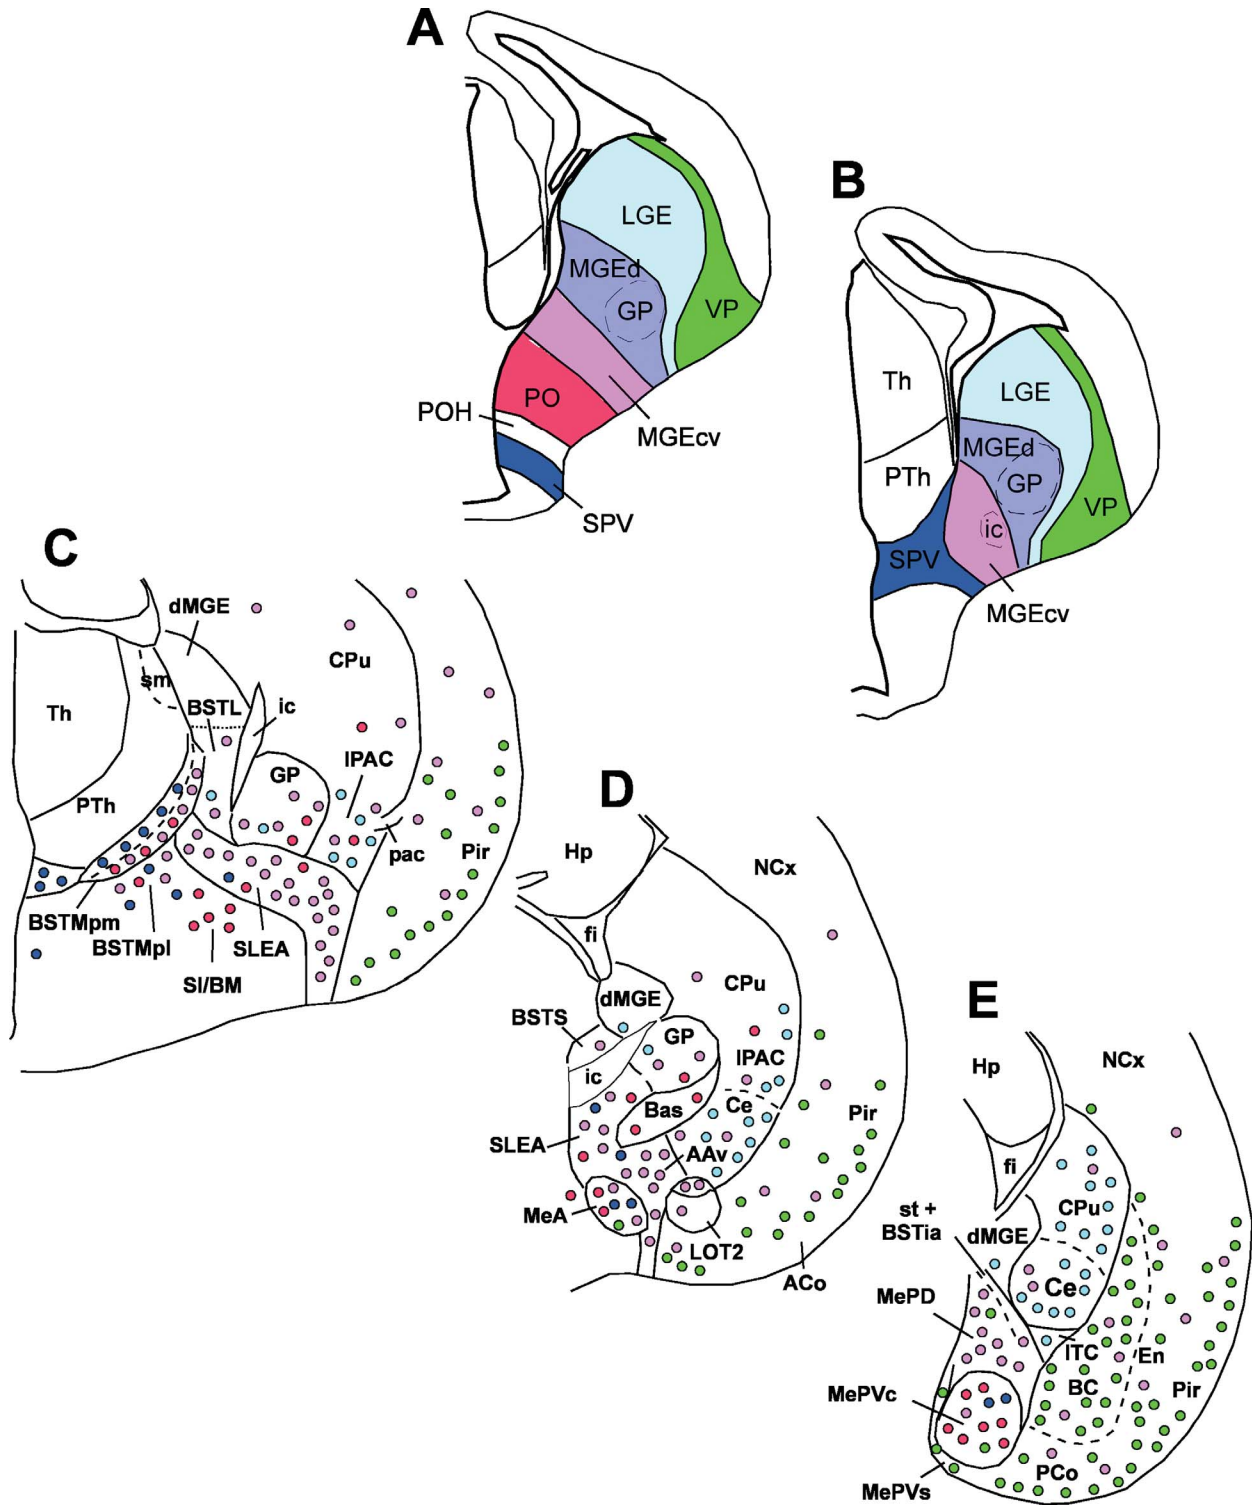 A
LGE
MGEd
GP
VP
PO
POH
MGEcv
SPV
B
Th
LGE
MGEd
PTh
GP
VP
ic
SPV
MGEcv
C
dMGE
CPu
sm
Th
BSTL
ic
IPAC
GP
PTh
pac
Pir
BSTMpm
BSTMpl
SLEA
SI/BM
D
Hp
NCx
fi
CPu
dMGE
BSTS
GP
IPAC
ic
Bas
Ce
Pir
SLEA
AAv
MeA
LOT2
ACo
E
Hp
NCx
fi
CPu
st +
BSTia
dMGE
Ce
MePD
ITC
En
BC
Pir
MePVc
PCo
MePVs